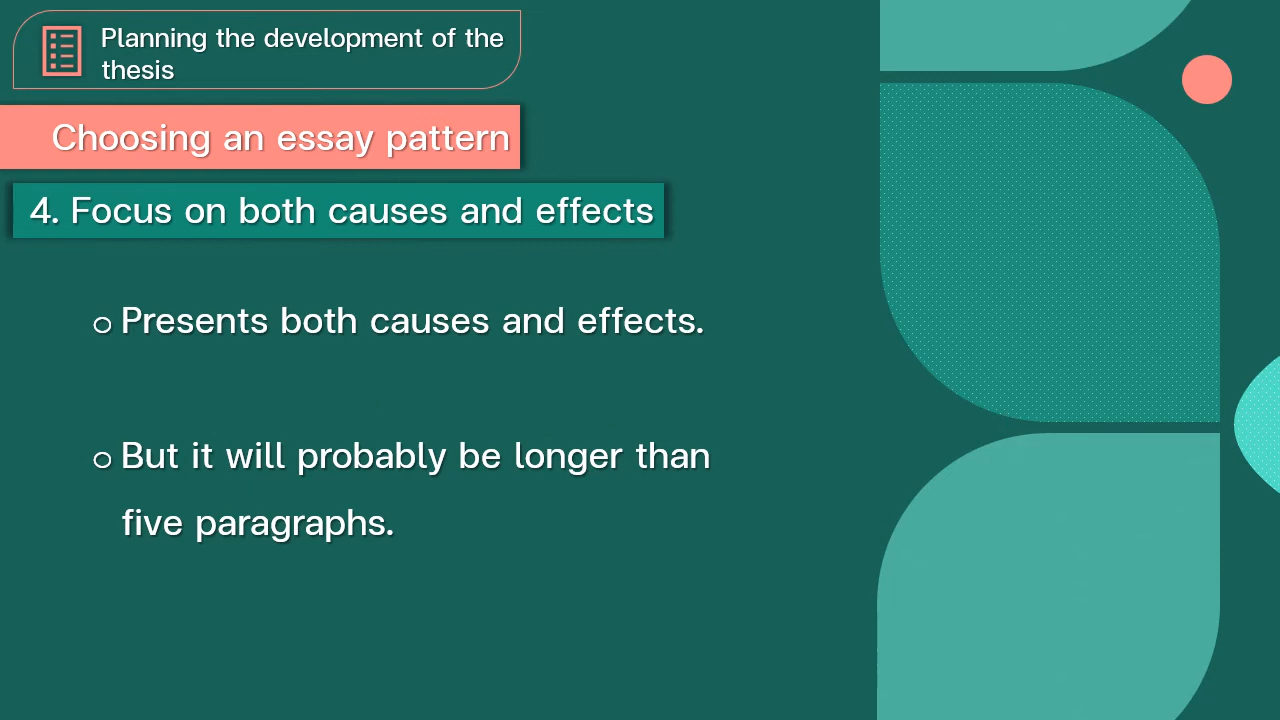 Planning the development of the
thesis
Choosing an essay pattern
4. Focus on both causes and effects
o Presents both causes and effects.
o But it will probably be longer than
five paragraphs.